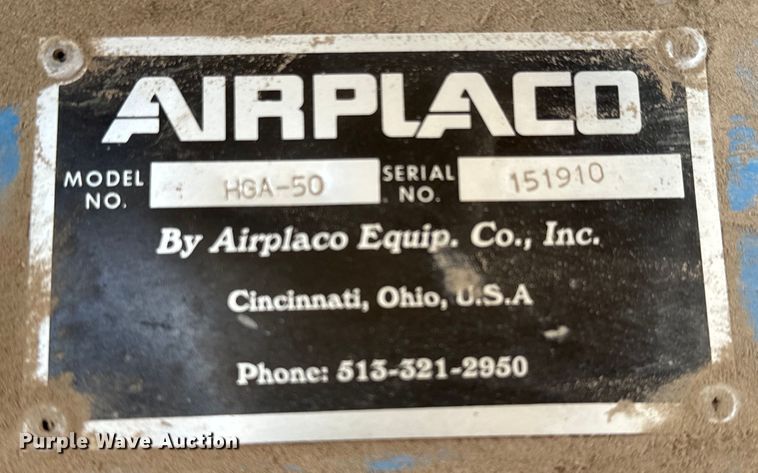 AIRPLACO
MODEL NO. HGA-50 SERIAL NO. 151910
By Airplaco Equip. Co., Inc.
Cincinnati, Ohio, U.S.A
Phone: 513-321-2950
Purple Wave Auction